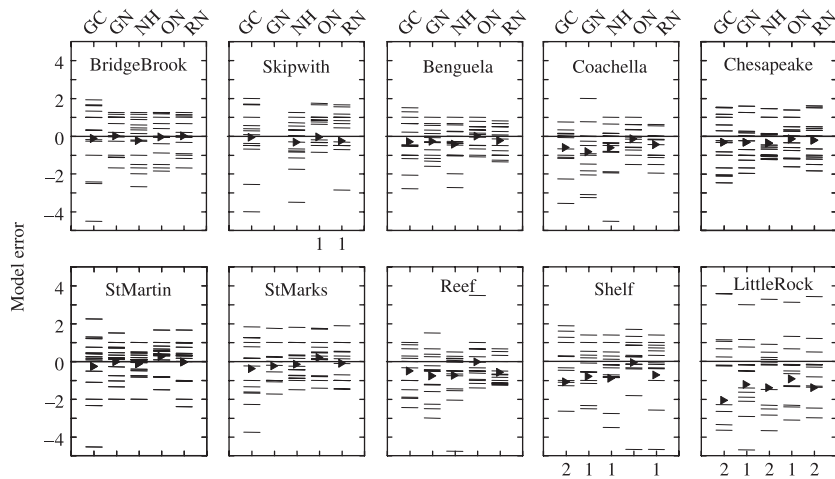 GC GN NH ON RN GC GN NH ON RN GC GN NH ON RN GC GN NH ON RN GC GN NH ON RN
4 BridgeBrook Skipwith Benguela Coachella Chesapeake
2
0
−2
−4
1 1
Model error
4 StMartin StMarks Reef Shelf LittleRock
2
0
−2
−4
2 1 1 1 2 1 2 1 2